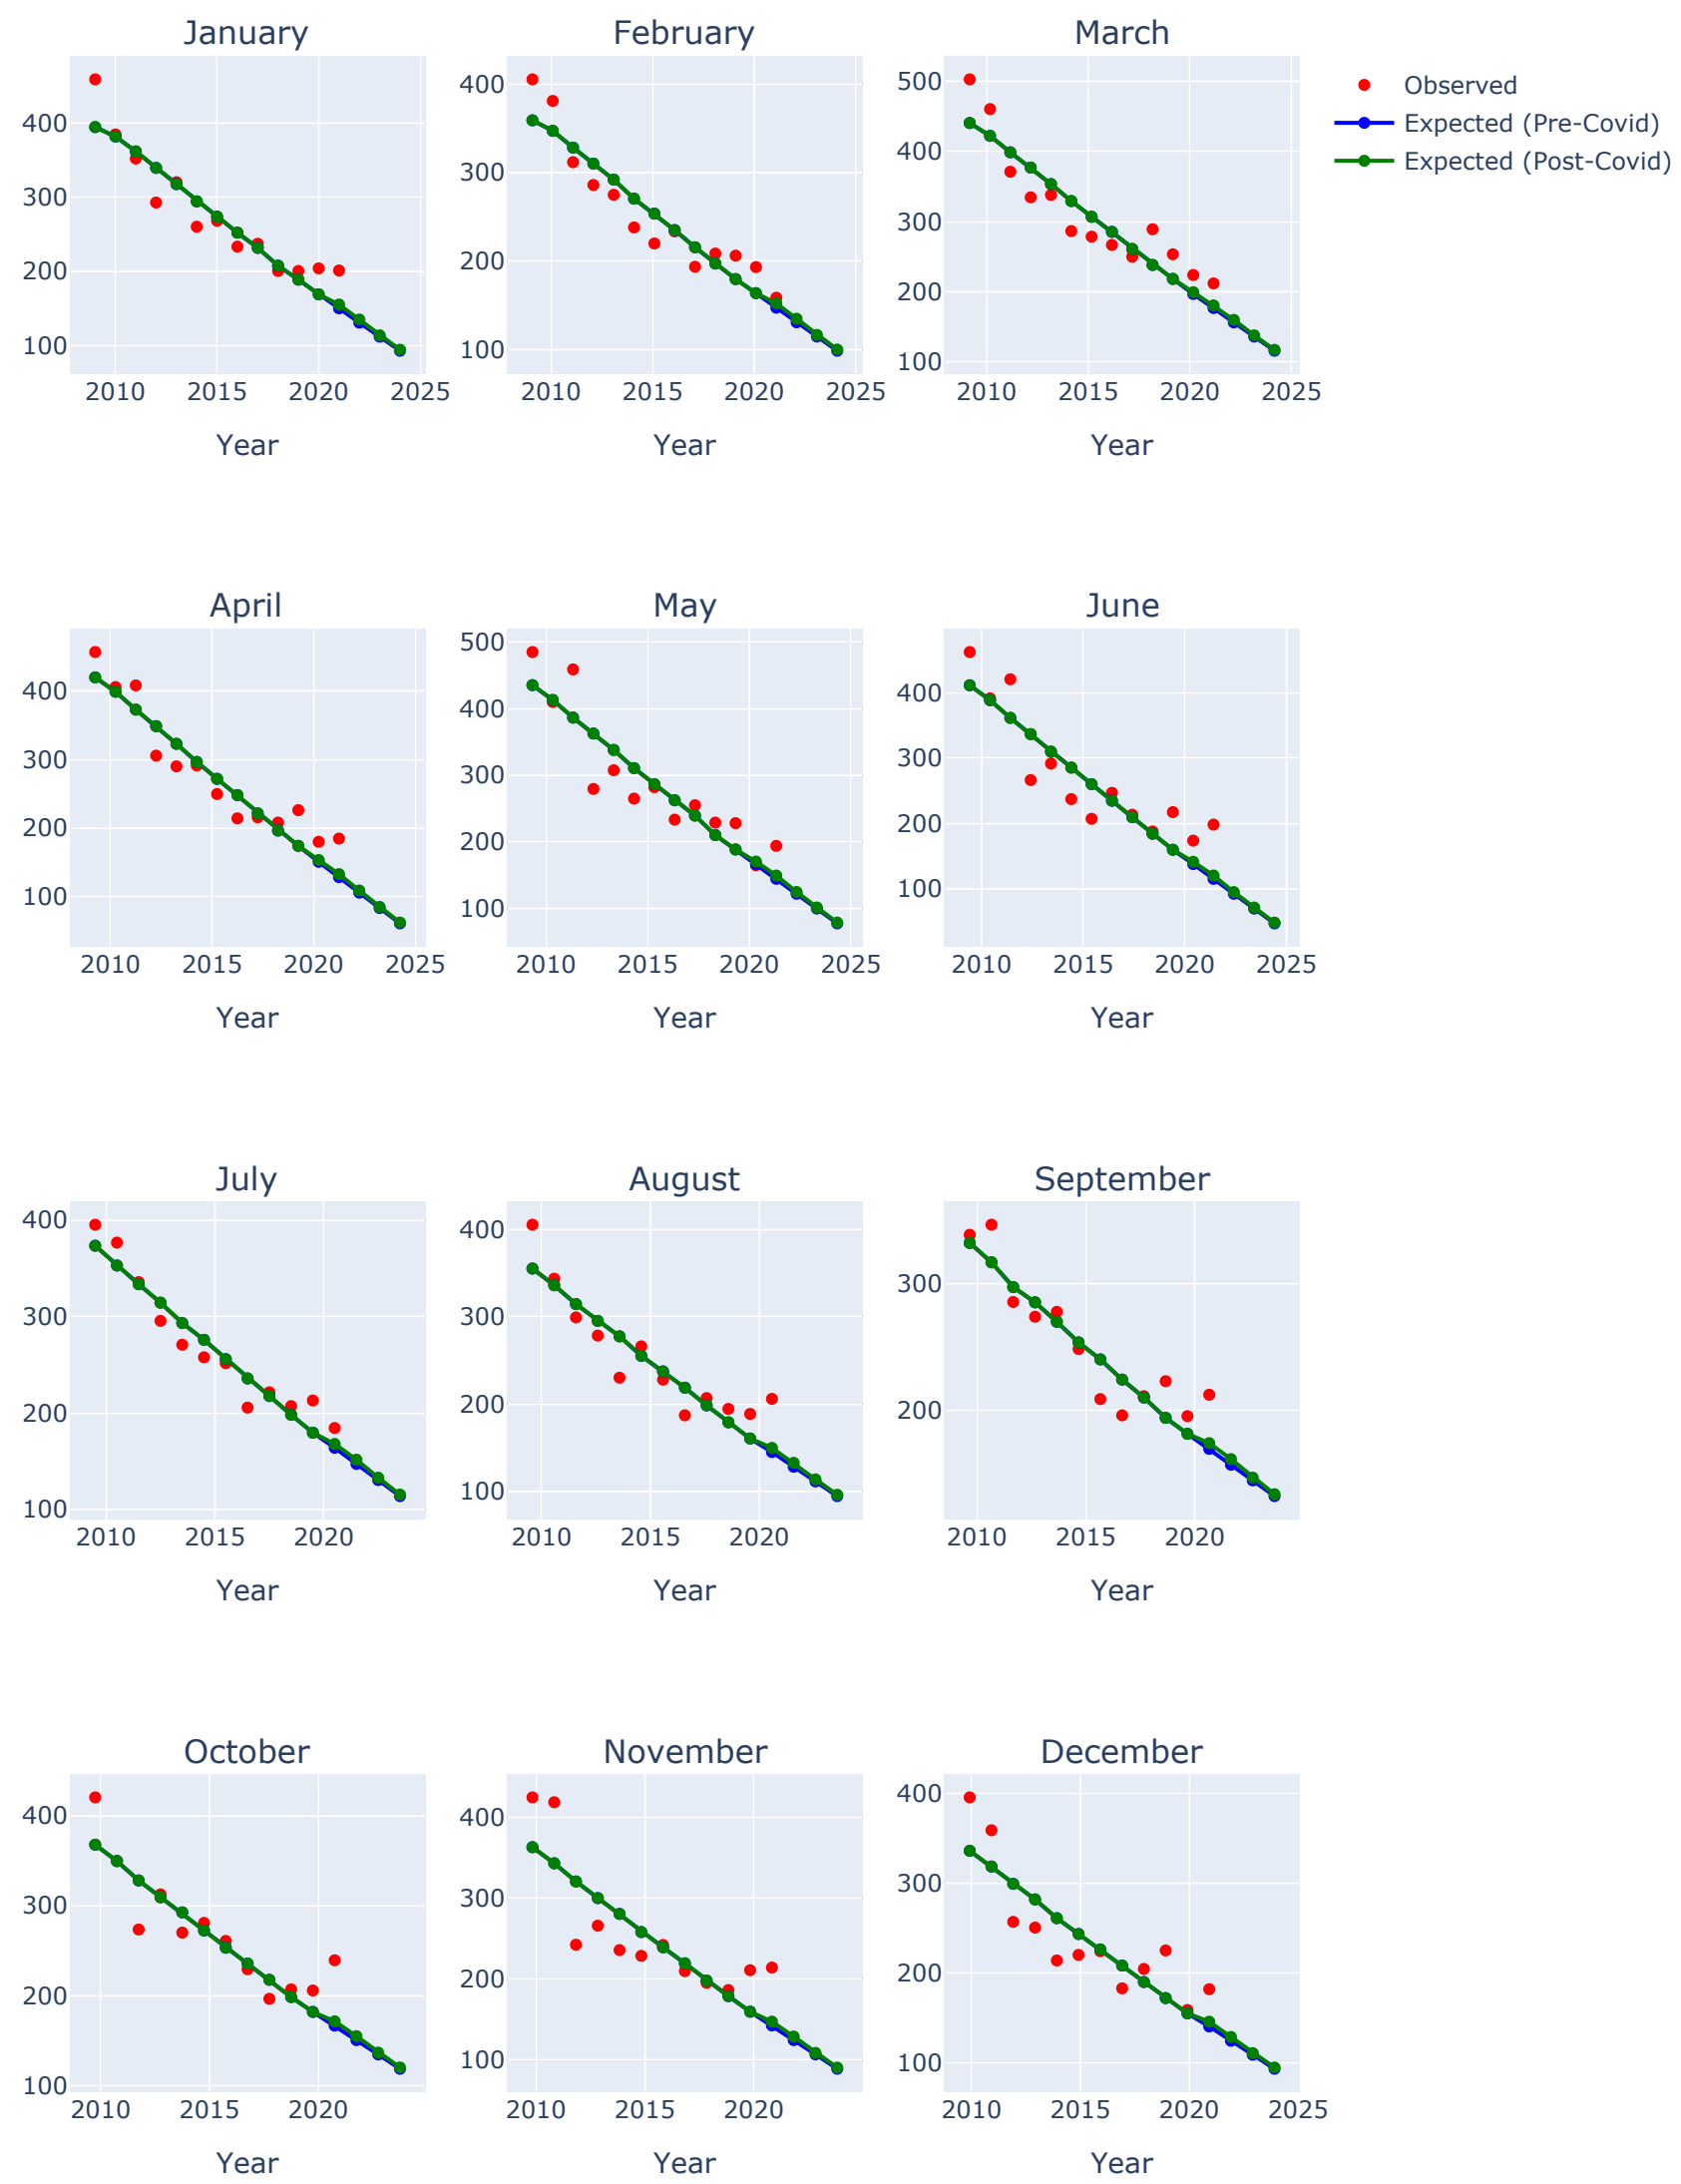 January February March
Observed
Expected (Pre-Covid)
Expected (Post-Covid)
400
300
200
100
2010 2015 2020 2025
Year
400
300
200
100
2010 2015 2020 2025
Year
500
400
300
200
100
2010 2015 2020 2025
Year
April May June
400
300
200
100
2010 2015 2020 2025
Year
500
400
300
200
100
2010 2015 2020 2025
Year
400
300
200
100
2010 2015 2020 2025
Year
July August September
400
300
200
100
2010 2015 2020
Year
400
300
200
100
2010 2015 2020
Year
300
200
2010 2015 2020
Year
October November December
400
300
200
100
2010 2015 2020
Year
400
300
200
100
2010 2015 2020
Year
400
300
200
100
2010 2015 2020 2025
Year